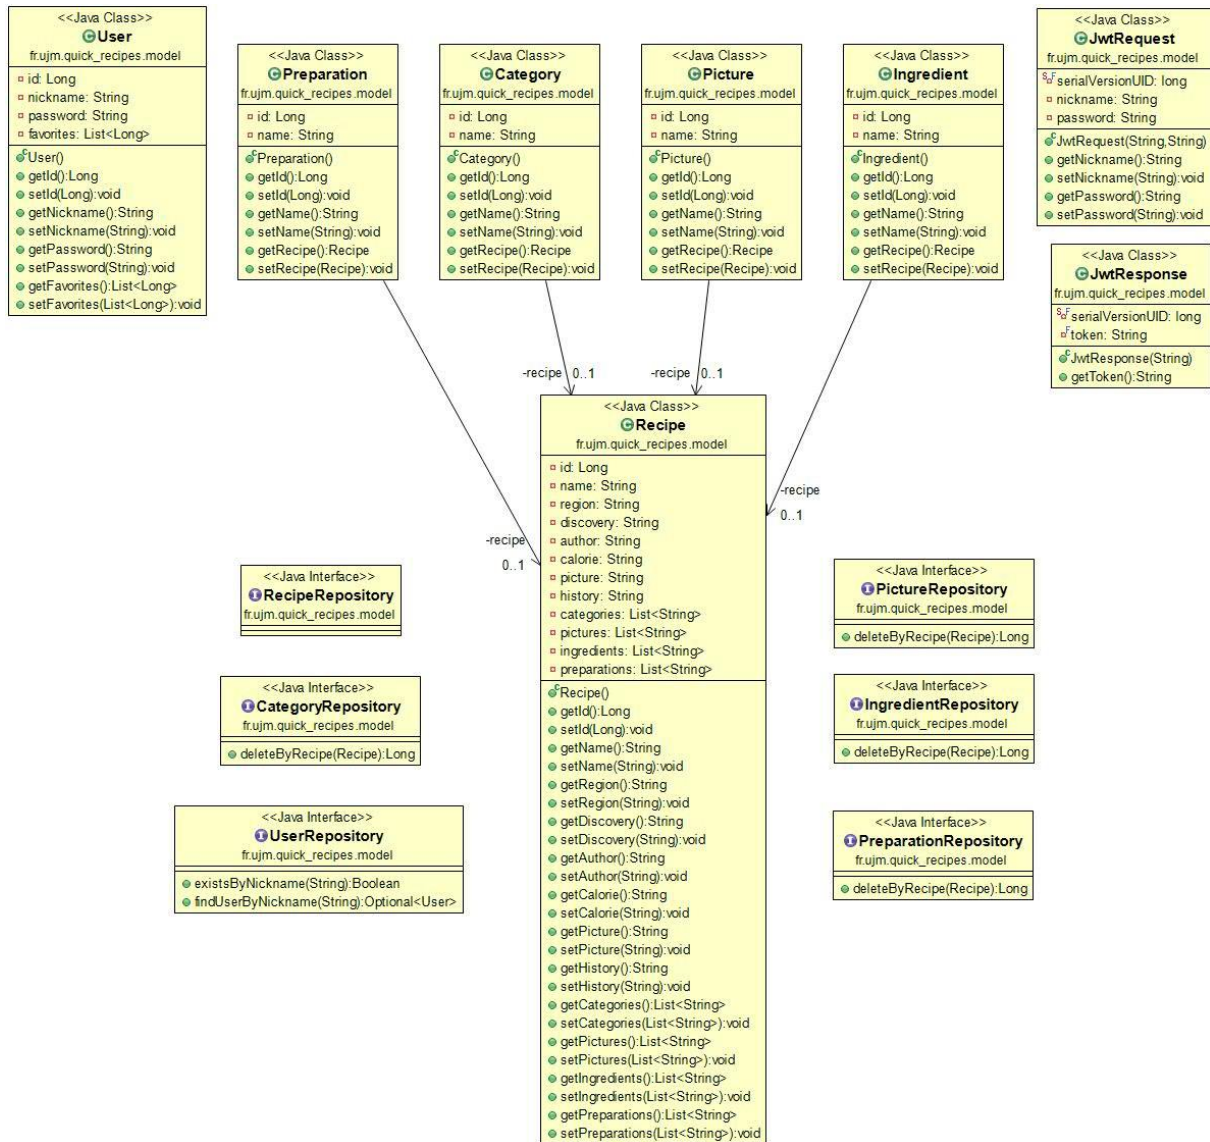 <<Java Class>>
User
fr.ujm.quick_recipes.model
id: Long
nickname: String
password: String
favorites: List<Long>
User()
getId():Long
setId(Long):void
getNickname():String
setNickname(String):void
getPassword():String
setPassword(String):void
getFavorites():List<Long>
setFavorites(List<Long>):void
<<Java Class>>
Preparation
fr.ujm.quick_recipes.model
id: Long
name: String
Preparation()
getId():Long
setId(Long):void
getName():String
setName(String):void
getRecipe():Recipe
setRecipe(Recipe):void
<<Java Class>>
Category
fr.ujm.quick_recipes.model
id: Long
name: String
Category()
getId():Long
setId(Long):void
getName():String
setName(String):void
getRecipe():Recipe
setRecipe(Recipe):void
<<Java Class>>
Picture
fr.ujm.quick_recipes.model
id: Long
name: String
Picture()
getId():Long
setId(Long):void
getName():String
setName(String):void
getRecipe():Recipe
setRecipe(Recipe):void
<<Java Class>>
Ingredient
fr.ujm.quick_recipes.model
id: Long
name: String
Ingredient()
getId():Long
setId(Long):void
getName():String
setName(String):void
getRecipe():Recipe
setRecipe(Recipe):void
<<Java Class>>
JwtRequest
fr.ujm.quick_recipes.model
serialVersionUID: long
nickname: String
password: String
JwtRequest(String,String)
getNickname():String
setNickname(String):void
getPassword():String
setPassword(String):void
<<Java Class>>
JwtResponse
fr.ujm.quick_recipes.model
serialVersionUID: long
token: String
JwtResponse(String)
getToken():String
-recipe 0..1
-recipe 0..1
-recipe
0..1
-recipe
0..1
<<Java Class>>
Recipe
fr.ujm.quick_recipes.model
id: Long
name: String
region: String
discovery: String
author: String
calorie: String
picture: String
history: String
categories: List<String>
pictures: List<String>
ingredients: List<String>
preparations: List<String>
Recipe()
getId():Long
setId(Long):void
getName():String
setName(String):void
getRegion():String
setRegion(String):void
getDiscovery():String
setDiscovery(String):void
getAuthor():String
setAuthor(String):void
getCalorie():String
setCalorie(String):void
getPicture():String
setPicture(String):void
getHistory():String
setHistory(String):void
getCategories():List<String>
setCategories(List<String>):void
getPictures():List<String>
setPictures(List<String>):void
getIngredients():List<String>
setIngredients(List<String>):void
getPreparations():List<String>
setPreparations(List<String>):void
<<Java Interface>>
RecipeRepository
fr.ujm.quick_recipes.model
<<Java Interface>>
CategoryRepository
fr.ujm.quick_recipes.model
deleteByRecipe(Recipe):Long
<<Java Interface>>
UserRepository
fr.ujm.quick_recipes.model
existsByNickname(String):Boolean
findUserByNickname(String):Optional<User>
<<Java Interface>>
PictureRepository
fr.ujm.quick_recipes.model
deleteByRecipe(Recipe):Long
<<Java Interface>>
IngredientRepository
fr.ujm.quick_recipes.model
deleteByRecipe(Recipe):Long
<<Java Interface>>
PreparationRepository
fr.ujm.quick_recipes.model
deleteByRecipe(Recipe):Long